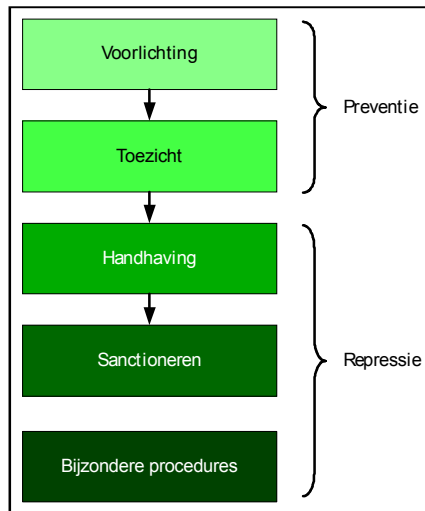 Voorlichting
Preventie
Toezicht
Handhaving
Sanctioneren
Repressie
Bijzondere procedures